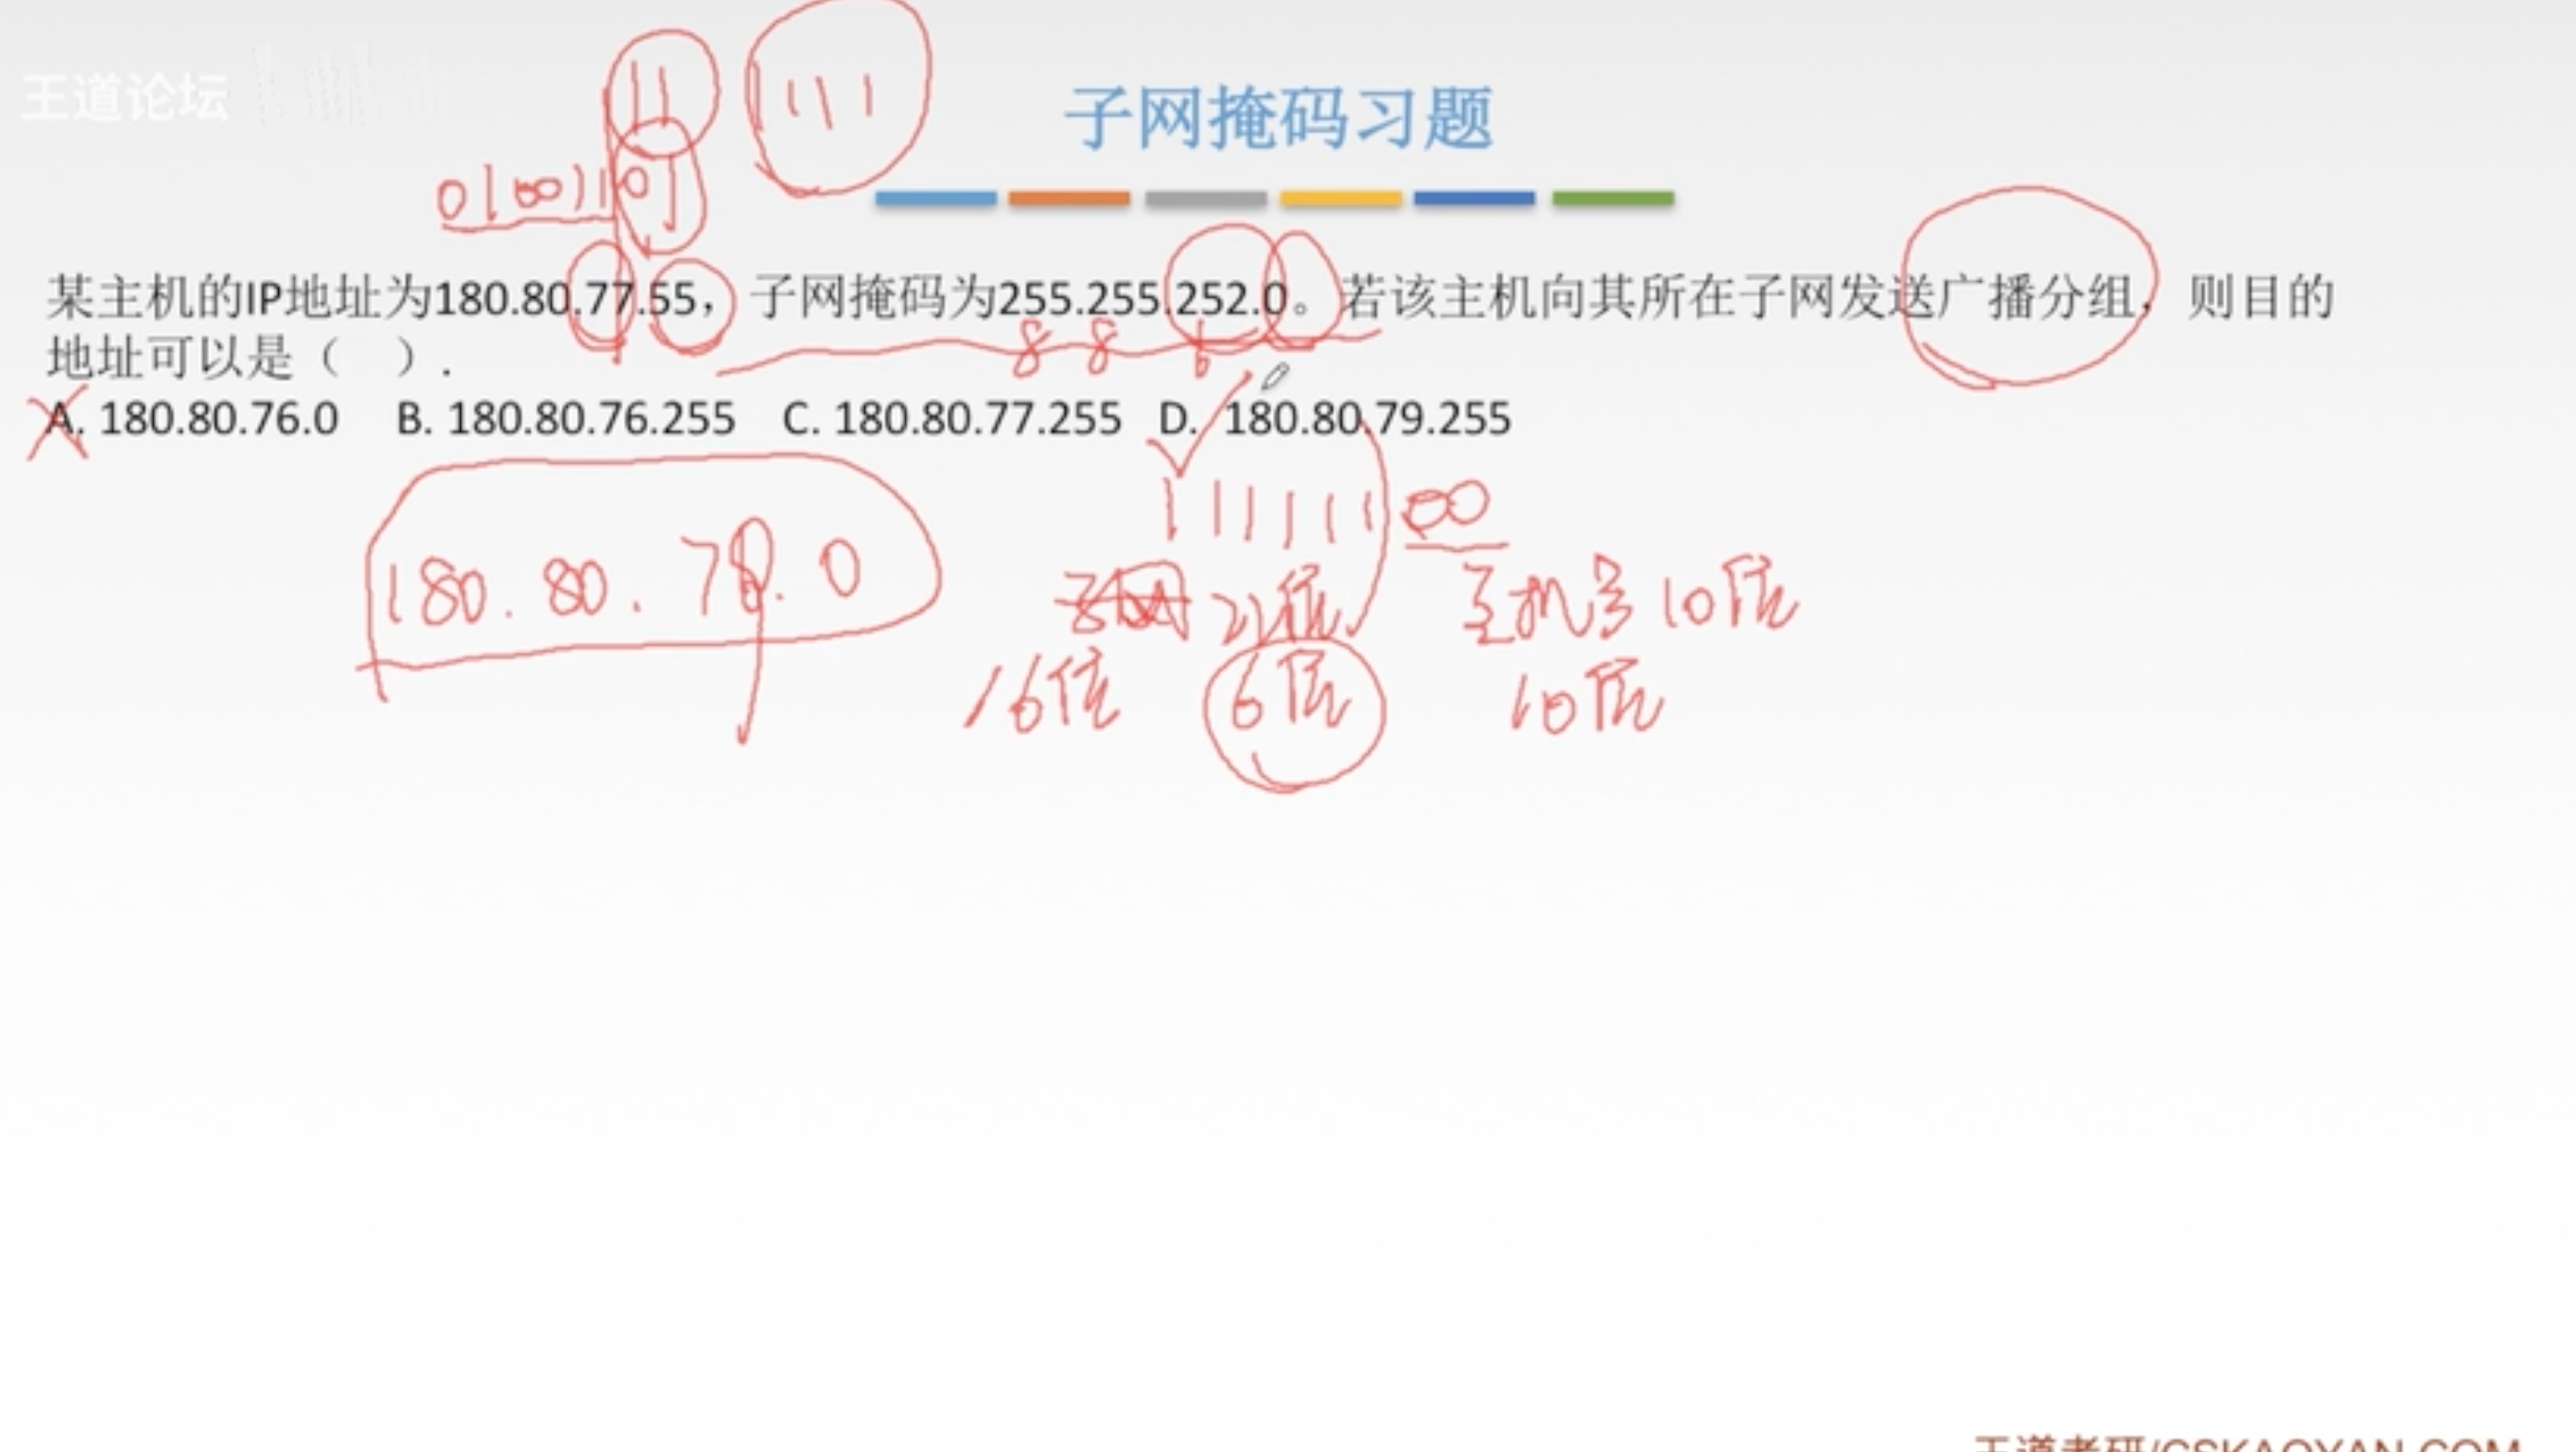 王道论坛
11 1111
子网掩码习题
01001101
某主机的IP地址为180.80.77.55，子网掩码为255.255.252.0。若该主机向其所在子网发送广播分组，则目的
8 8 6
地址可以是（ ）.
A. 180.80.76.0 B. 180.80.76.255 C. 180.80.77.255 D. 180.80.79.255
111111 00
180. 80. .0
22位 主机号10位
16位 6位 10位
王道考研/CSKAOYAN.COM